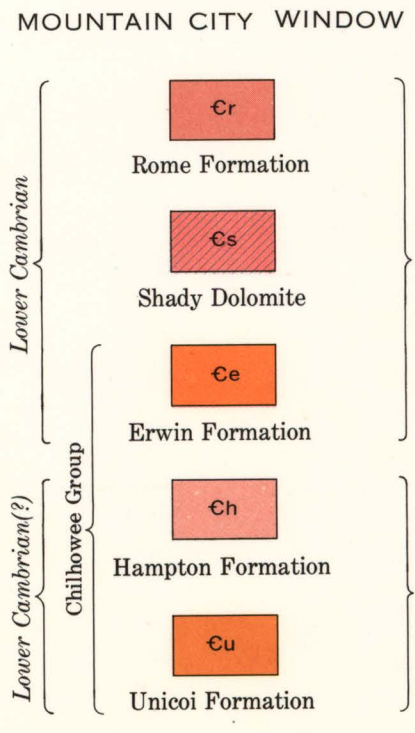 MOUNTAIN CITY WINDOW
Lower Cambrian
Ꞓr
Rome Formation
Ꞓs
Shady Dolomite
Ꞓe
Erwin Formation
Chilhowee Group
Lower Cambrian(?)
Ꞓh
Hampton Formation
Ꞓu
Unicoi Formation